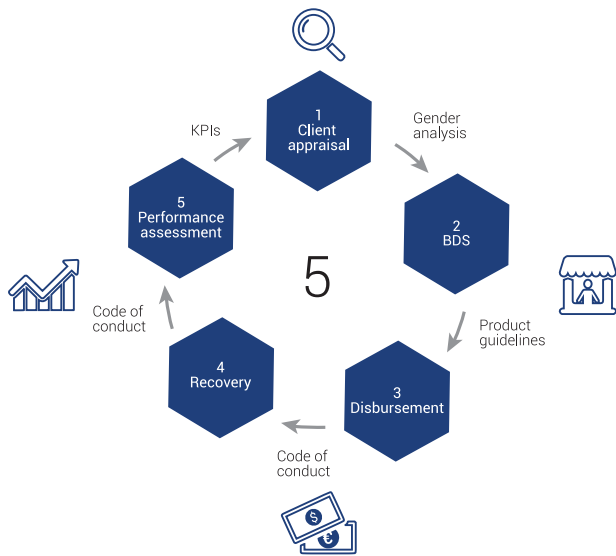 1
Client
appraisal
Gender
analysis
2
BDS
Product
guidelines
3
Disbursement
Code of
conduct
4
Recovery
Code of
conduct
5
Performance
assessment
KPIs
5
$
€